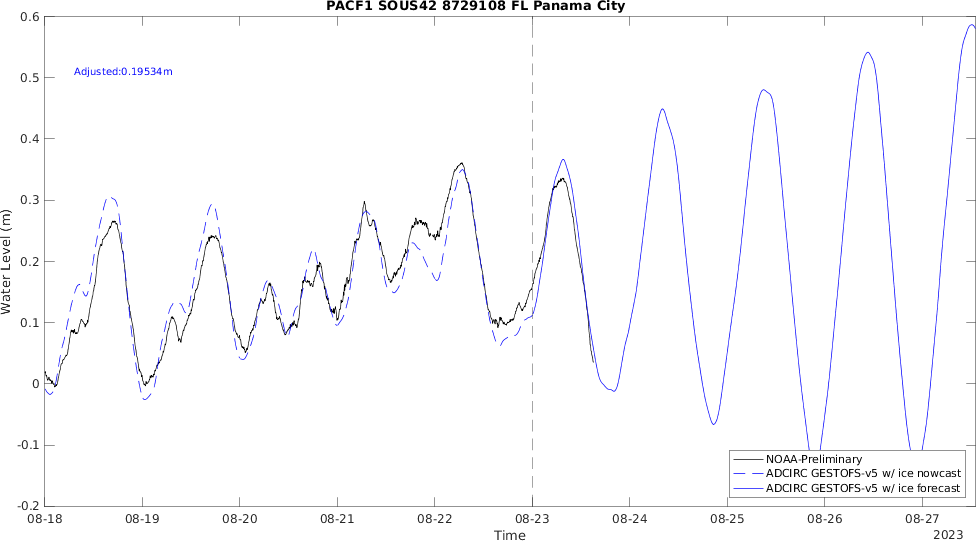 PACF1 SOUS42 8729108 FL Panama City
Adjusted:0.19534m
Water Level (m)
0.6
0.5
0.4
0.3
0.2
0.1
0
-0.1
-0.2
NOAA-Preliminary
ADCIRC GESTOFS-v5 w/ ice nowcast
ADCIRC GESTOFS-v5 w/ ice forecast
08-18 08-19 08-20 08-21 08-22 08-23 08-24 08-25 08-26 08-27
Time
2023